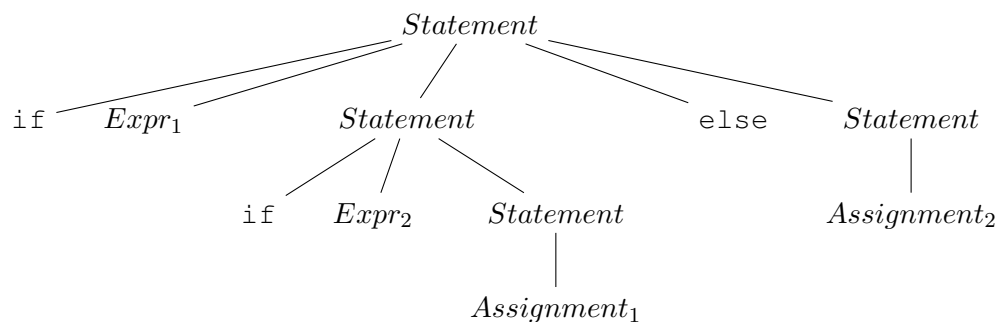 Statement
if Expr₁ Statement else Statement
if Expr₂ Statement Assignment₂
Assignment₁